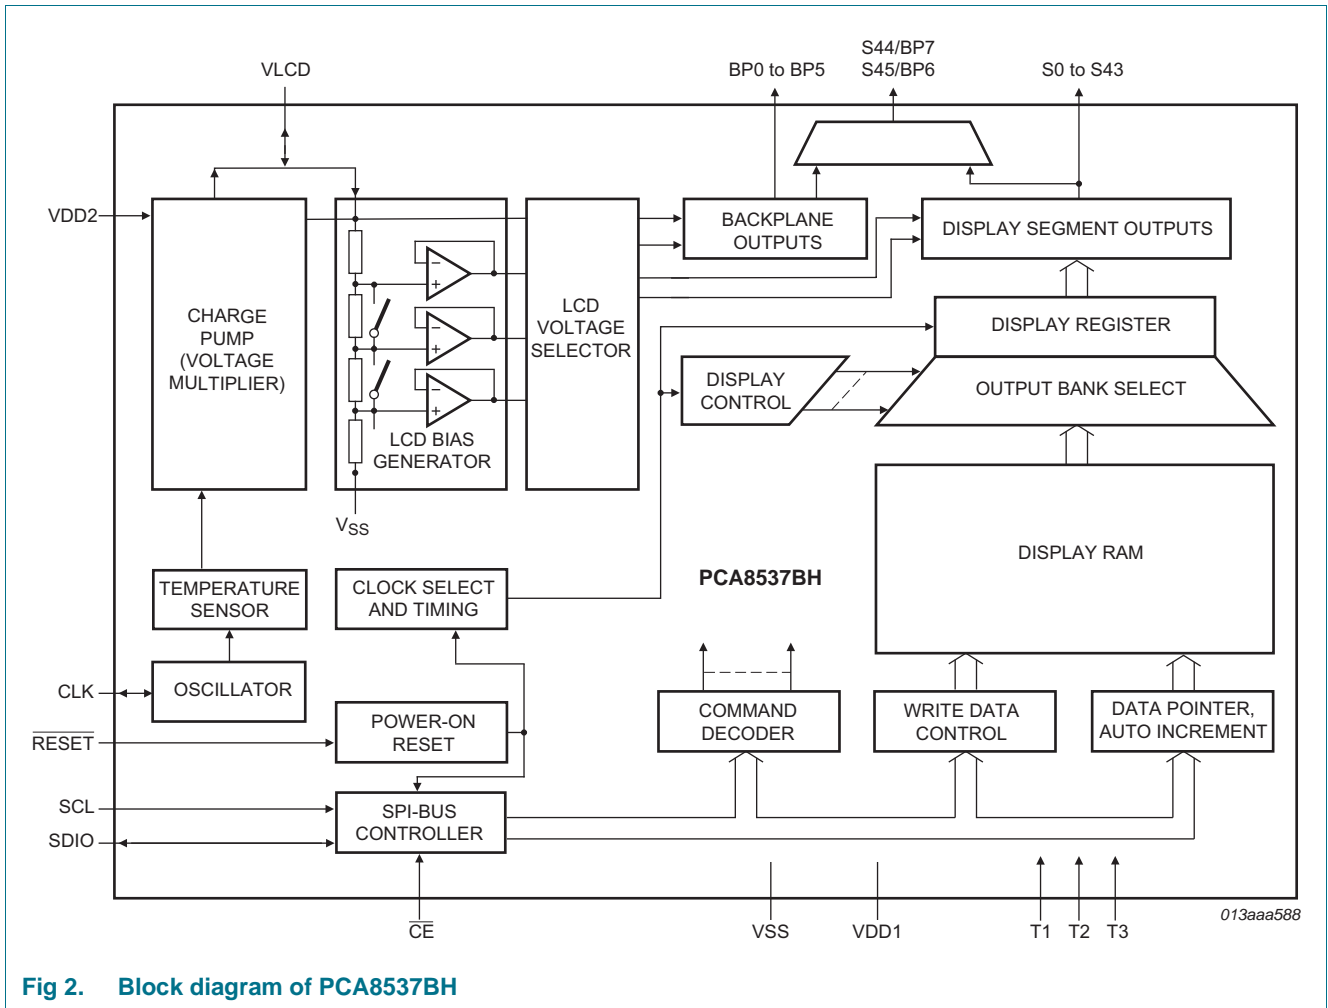 S44/BP7
VLCD
BP0 to BP5
S45/BP6
S0 to S43
VDD2
BACKPLANE
OUTPUTS
DISPLAY SEGMENT OUTPUTS
CHARGE
PUMP
(VOLTAGE
MULTIPLIER)
LCD
VOLTAGE
SELECTOR
DISPLAY REGISTER
DISPLAY
CONTROL
OUTPUT BANK SELECT
LCD BIAS
GENERATOR
VSS
DISPLAY RAM
PCA8537BH
TEMPERATURE
SENSOR
CLOCK SELECT
AND TIMING
CLK
OSCILLATOR
RESET
POWER-ON
RESET
COMMAND
DECODER
WRITE DATA
CONTROL
DATA POINTER,
AUTO INCREMENT
SCL
SDIO
SPI-BUS
CONTROLLER
CE
VSS
VDD1
T1
T2
T3
013aaa588
Fig 2. Block diagram of PCA8537BH
− + − + − +